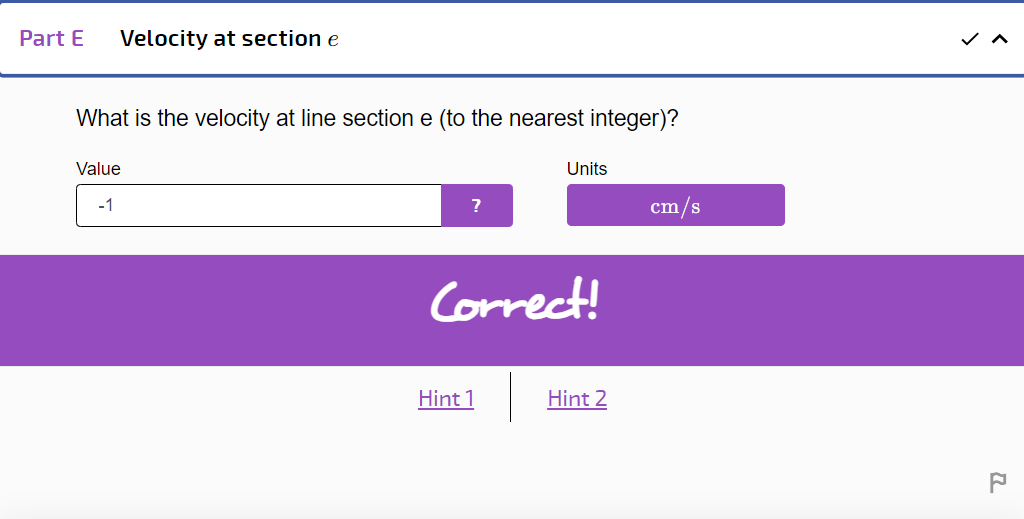 Part E Velocity at section e
What is the velocity at line section e (to the nearest integer)?
Value Units
-1 ? cm/s
Correct!
Hint 1 Hint 2